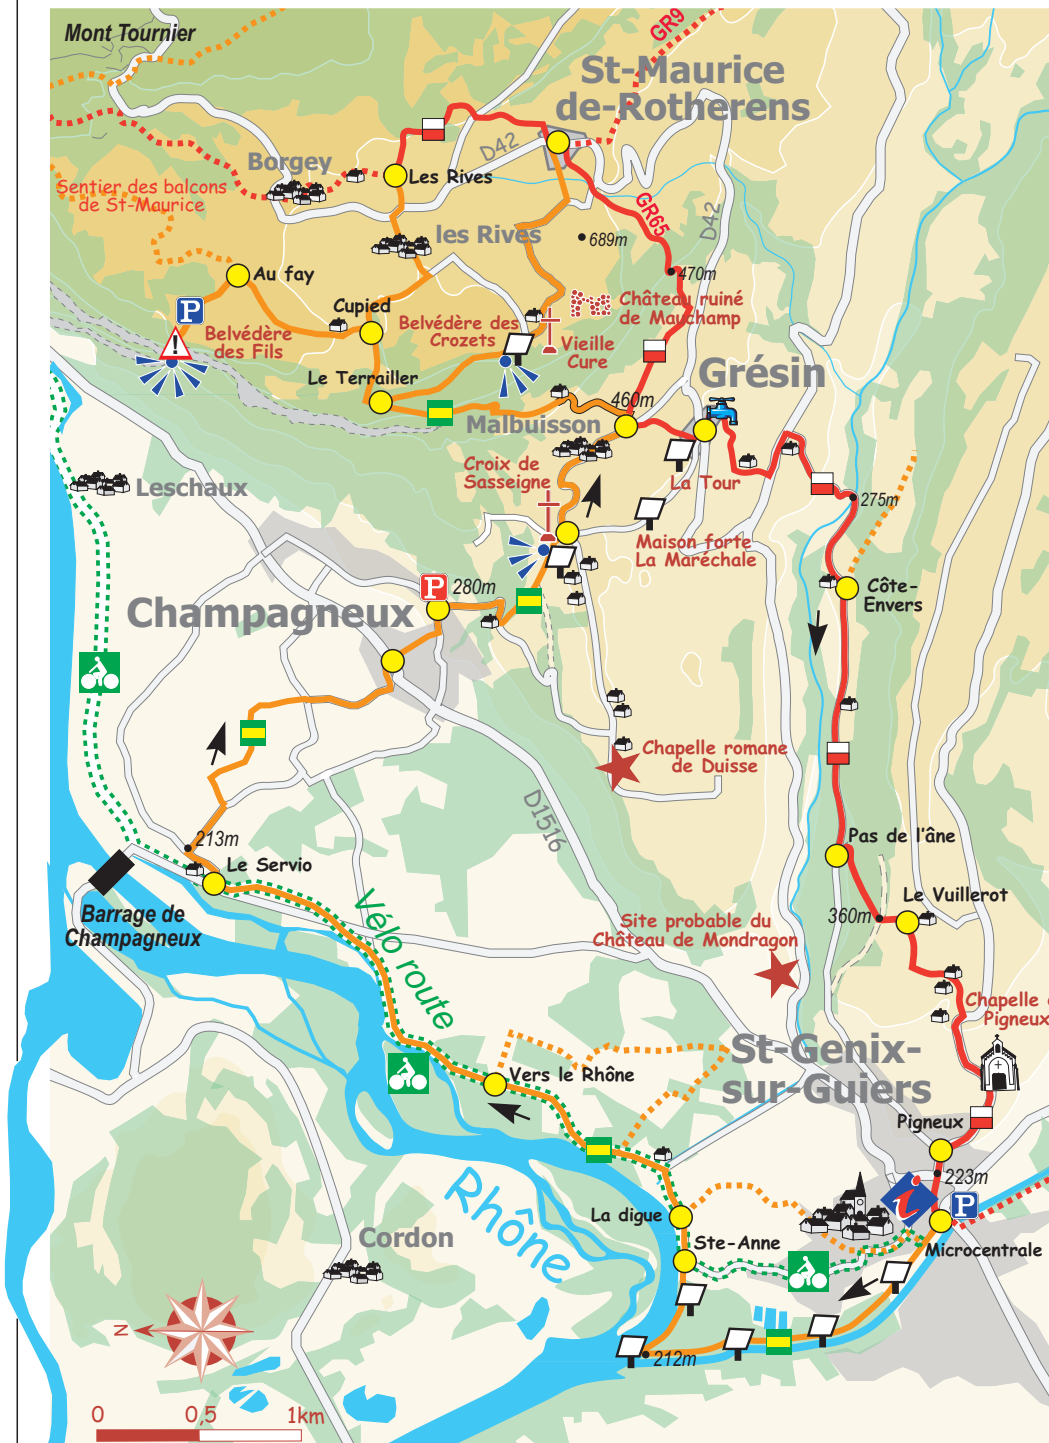 Mont Tournier
GR9
St-Maurice
de-Rotherens
D42
Borgey
Les Rives
Sentier des balcons
de St-Maurice
GR65
D42
les Rives
689m
470m
Au fay
P
Cupied
Château ruiné
de Mauchamp
Belvédère
des Fils
!
Belvédère des
Crozets
Vieille
Cure
Le Terrailler
Grésin
460m
Malbuisson
Croix de
Sasseigne
La Tour
Leschaux
275m
Maison forte
La Maréchale
P
280m
Champagneux
Côte-
Envers
Chapelle romane
de Duisse
D1516
213m
Le Servio
Pas de l'âne
Le Vuillerot
360m
Barrage de
Champagneux
Vélo route
Site probable du
Château de Mondragon
Chapelle
Pigneux
St-Genix-
sur-Guiers
Vers le Rhône
Pigneux
223m
Rhône
La digue
i
P
Ste-Anne
Microcentrale
Cordon
N
212m
0 0,5 1km